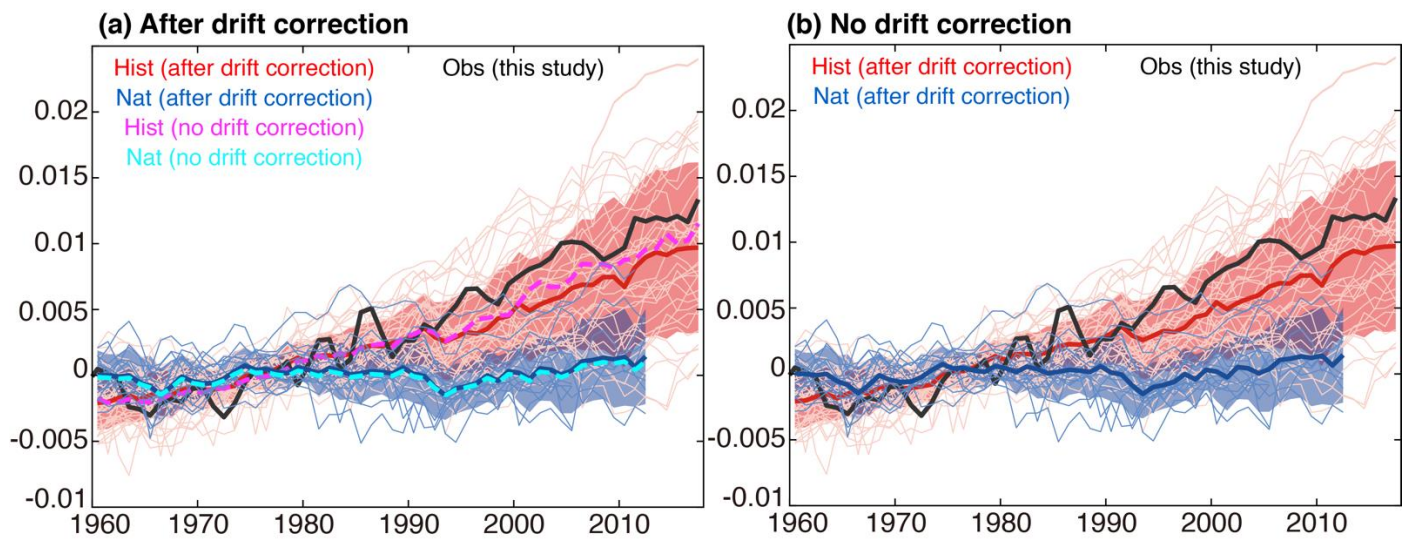 (a) After drift correction
Hist (after drift correction) Obs (this study)
Nat (after drift correction)
Hist (no drift correction)
Nat (no drift correction)
0.02
0.015
0.01
0.005
0
-0.005
-0.01
1960 1970 1980 1990 2000 2010
(b) No drift correction
Hist (after drift correction) Obs (this study)
Nat (after drift correction)
0.02
0.015
0.01
0.005
0
-0.005
-0.01
1960 1970 1980 1990 2000 2010